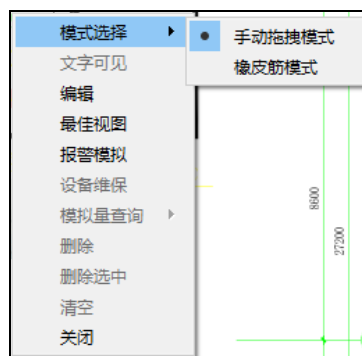 模式选择
手动拖拽模式
文字可见
橡皮筋模式
编辑
最佳视图
报警模拟
设备维保
模拟量查询
删除
删除选中
清空
关闭
8600
27200